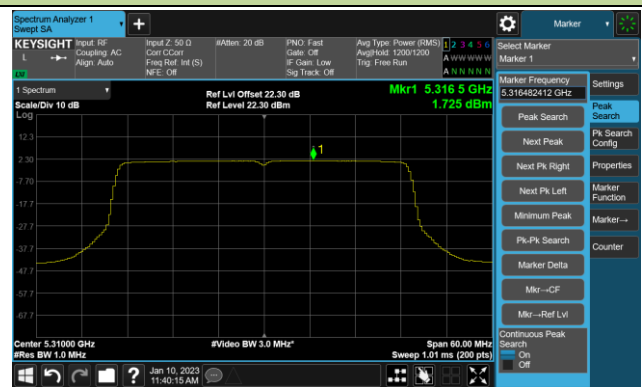 Spectrum Analyzer 1
Swept SA
+
Marker
KEYSIGHT
L
Input: RF
Coupling: AC
Align: Auto
Input Z: 50 Ω
Corr CCorr
Freq Ref: Int (S)
NFE: Off
#Atten: 20 dB
PNO: Fast
Gate: Off
IF Gain: Low
Sig Track: Off
Avg Type: Power (RMS)
Avg|Hold: 1200/1200
Trig: Free Run
1 2 3 4 5 6
A W W W W W
A N N N N N
LXI
Select Marker
Marker 1
1 Spectrum
Scale/Div 10 dB
Log
Ref Lvl Offset 22.30 dB
Ref Level 22.30 dBm
Mkr1 5.316 5 GHz
1.725 dBm
1
12.3
2.30
-7.70
-17.7
-27.7
-37.7
-47.7
-57.7
-67.7
Center 5.31000 GHz
#Res BW 1.0 MHz
#Video BW 3.0 MHz*
Span 60.00 MHz
Sweep 1.01 ms (200 pts)
Marker Frequency
5.316482412 GHz
Peak Search
Next Peak
Next Pk Right
Next Pk Left
Minimum Peak
Pk-Pk Search
Marker Delta
Mkr→CF
Mkr→Ref Lvl
Continuous Peak
Search
On
Off
Settings
Peak
Search
Pk Search
Config
Properties
Marker
Function
Marker→
Counter
?
Jan 10, 2023
11:40:15 AM